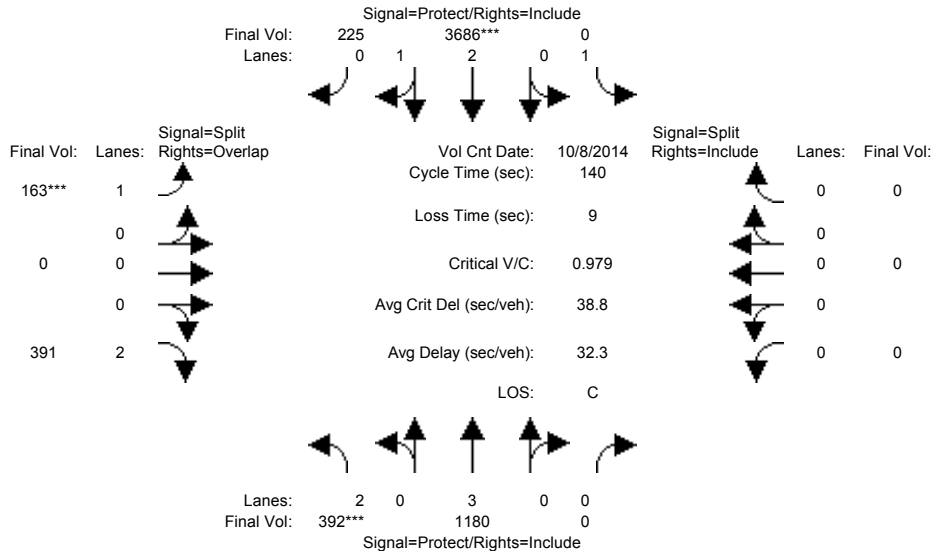 Signal=Protect/Rights=Include
Final Vol: 225 3686*** 0
Lanes: 0 1 2 0 1
Signal=Split Signal=Split
Final Vol: Lanes: Rights=Overlap Vol Cnt Date: 10/8/2014 Rights=Include Lanes: Final Vol:
Cycle Time (sec): 140
163*** 1 0 0
Loss Time (sec): 9
0 0
0 0 Critical V/C: 0.979 0 0
0 Avg Crit Del (sec/veh): 38.8 0
391 2 Avg Delay (sec/veh): 32.3 0 0
LOS: C
Lanes: 2 0 3 0 0
Final Vol: 392*** 1180 0
Signal=Protect/Rights=Include